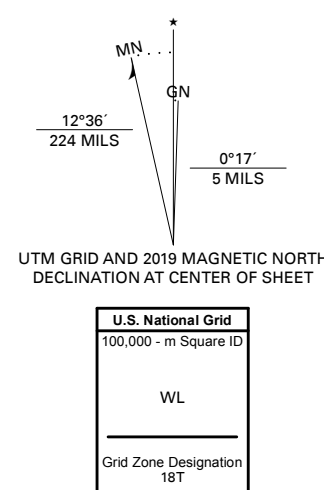 ★
MN
GN
12°36´
224 MILS
0°17´
5 MILS
UTM GRID AND 2019 MAGNETIC NORTH
DECLINATION AT CENTER OF SHEET
U.S. National Grid
100,000 - m Square ID
WL
Grid Zone Designation
18T